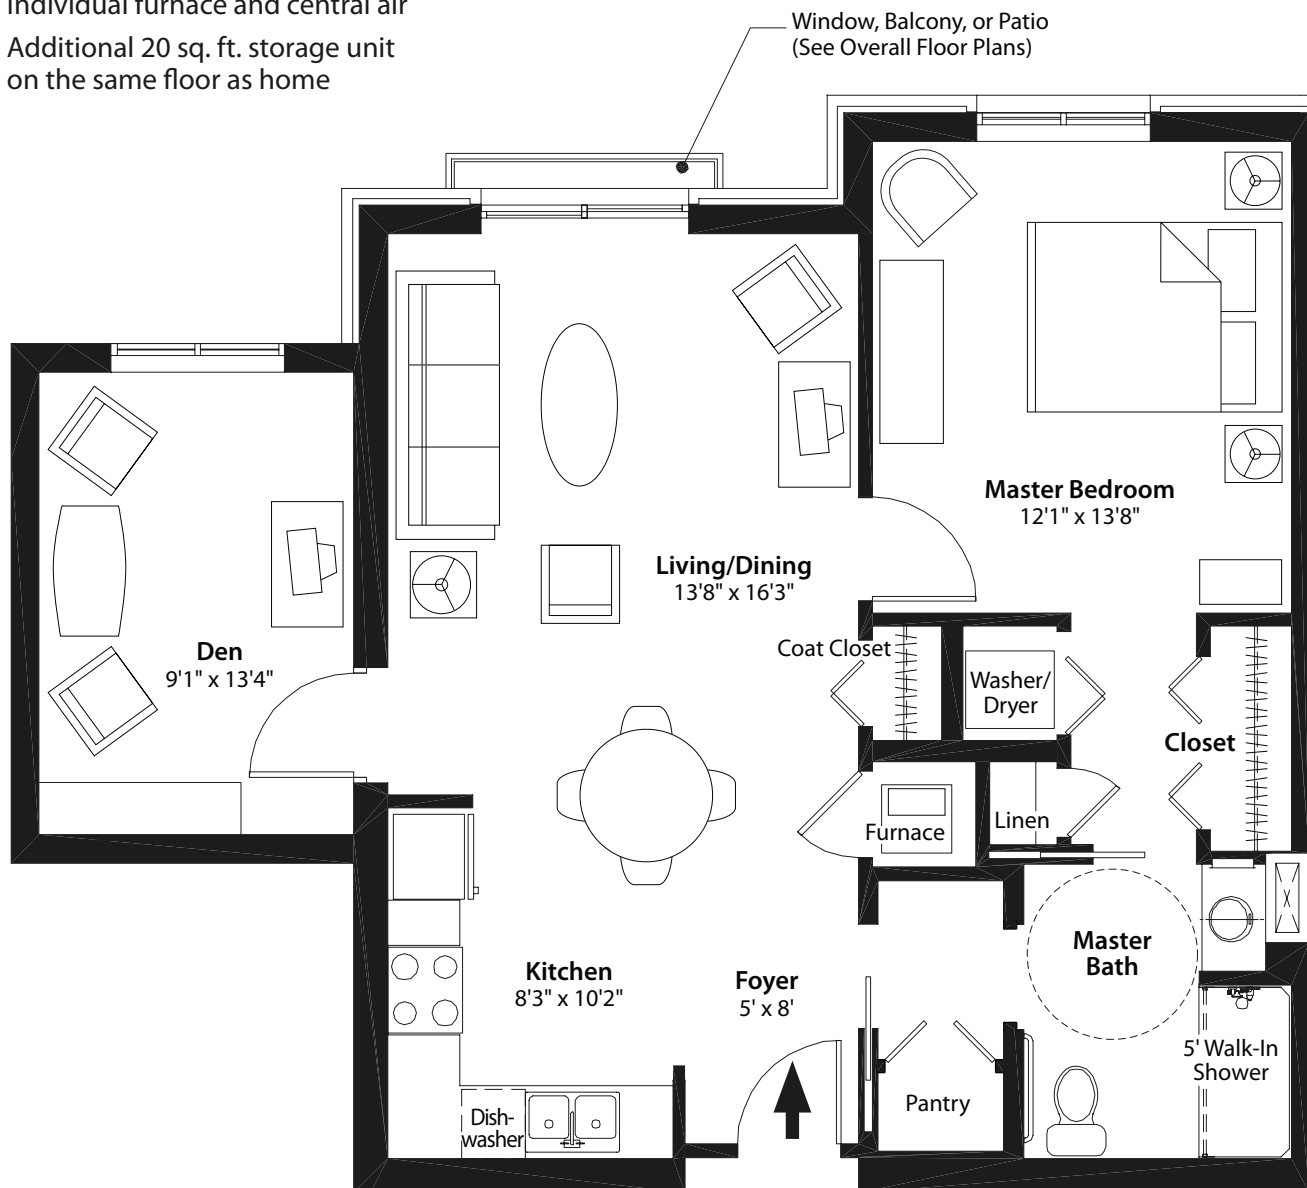 individual furnace and central air
Additional 20 sq. ft. storage unit
on the same floor as home
Window, Balcony, or Patio
(See Overall Floor Plans)
Master Bedroom
12'1" x 13'8"
Living/Dining
13'8" x 16'3"
Den
9'1" x 13'4"
Coat Closet
Washer/
Dryer
Closet
Furnace
Linen
Kitchen
8'3" x 10'2"
Foyer
5' x 8'
Master
Bath
5' Walk-In
Shower
Pantry
Dish-
washer